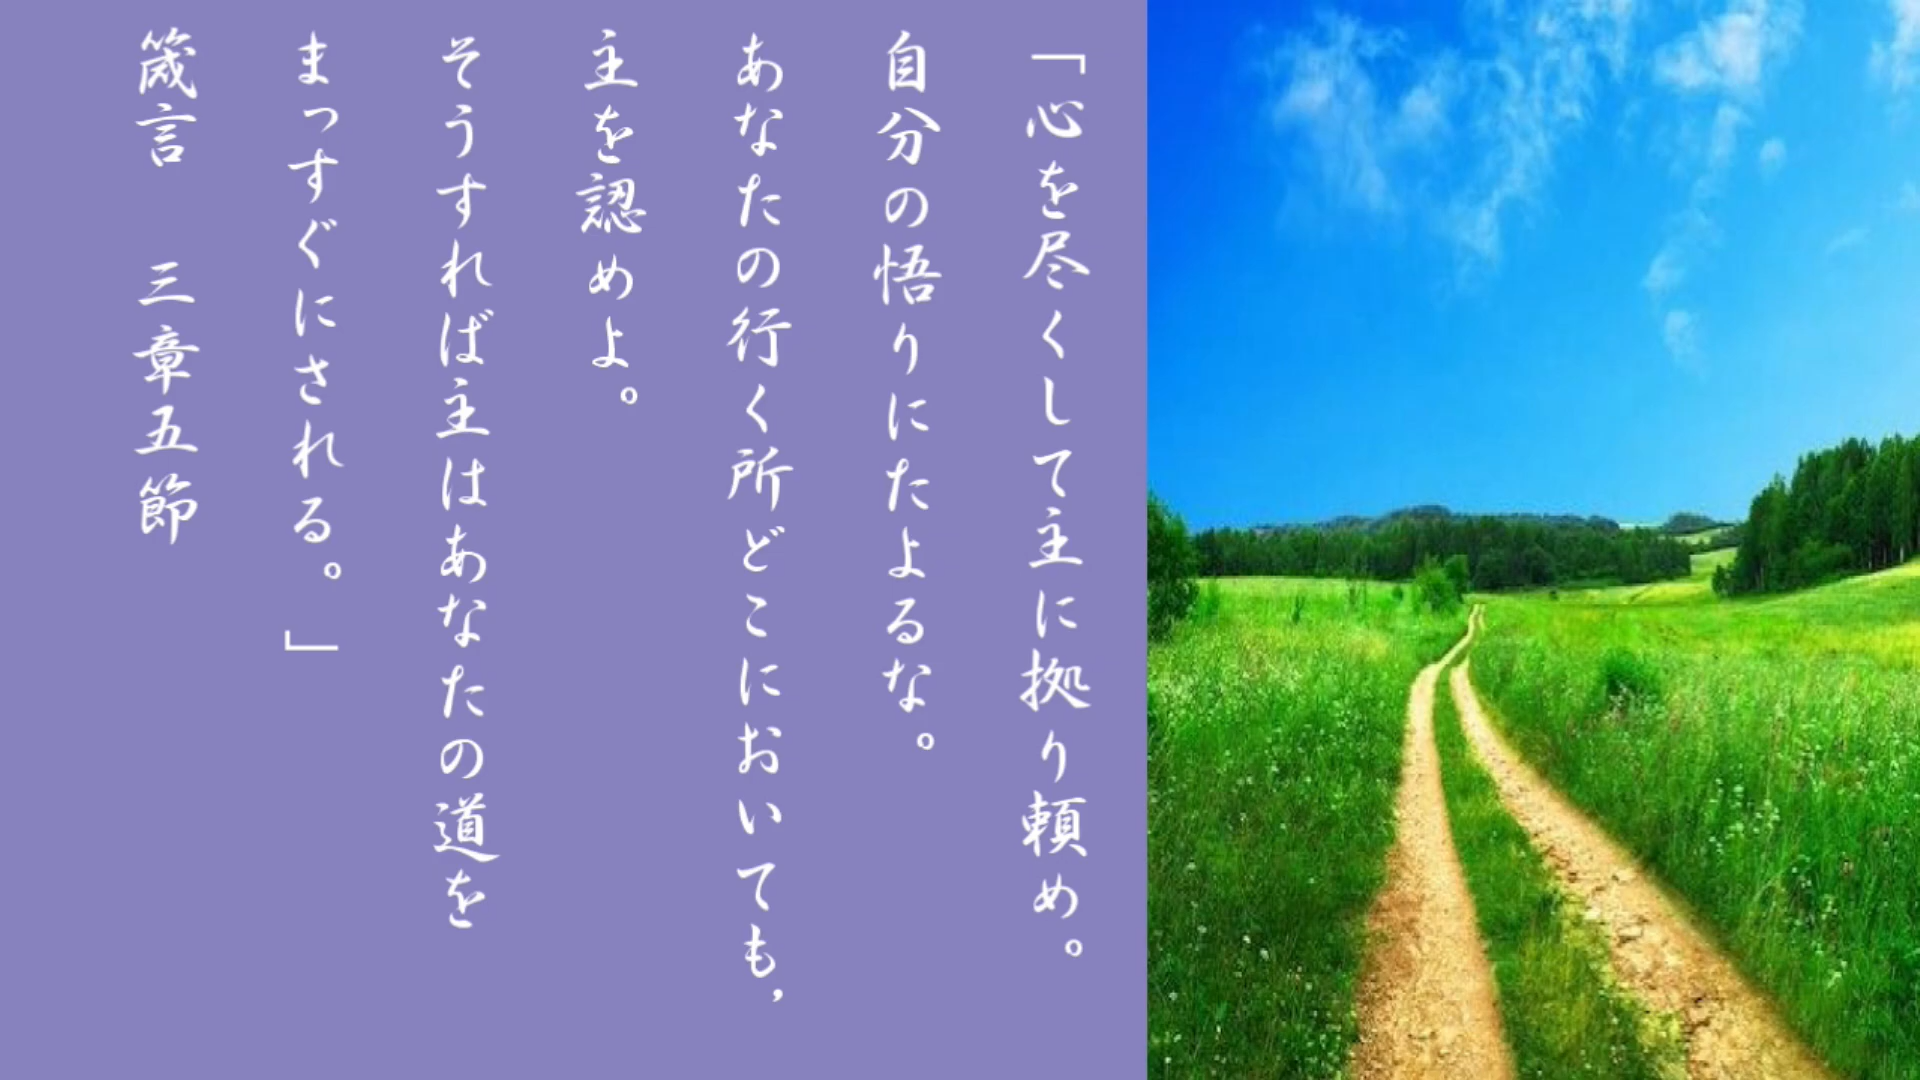 「心を尽くして主に拠り頼め。
自分の悟りにたよるな。
あなたの行く所どこにおいても,
主を認めよ。
そうすれば主はあなたの道を
まっすぐにされる。」
箴言　三章五節